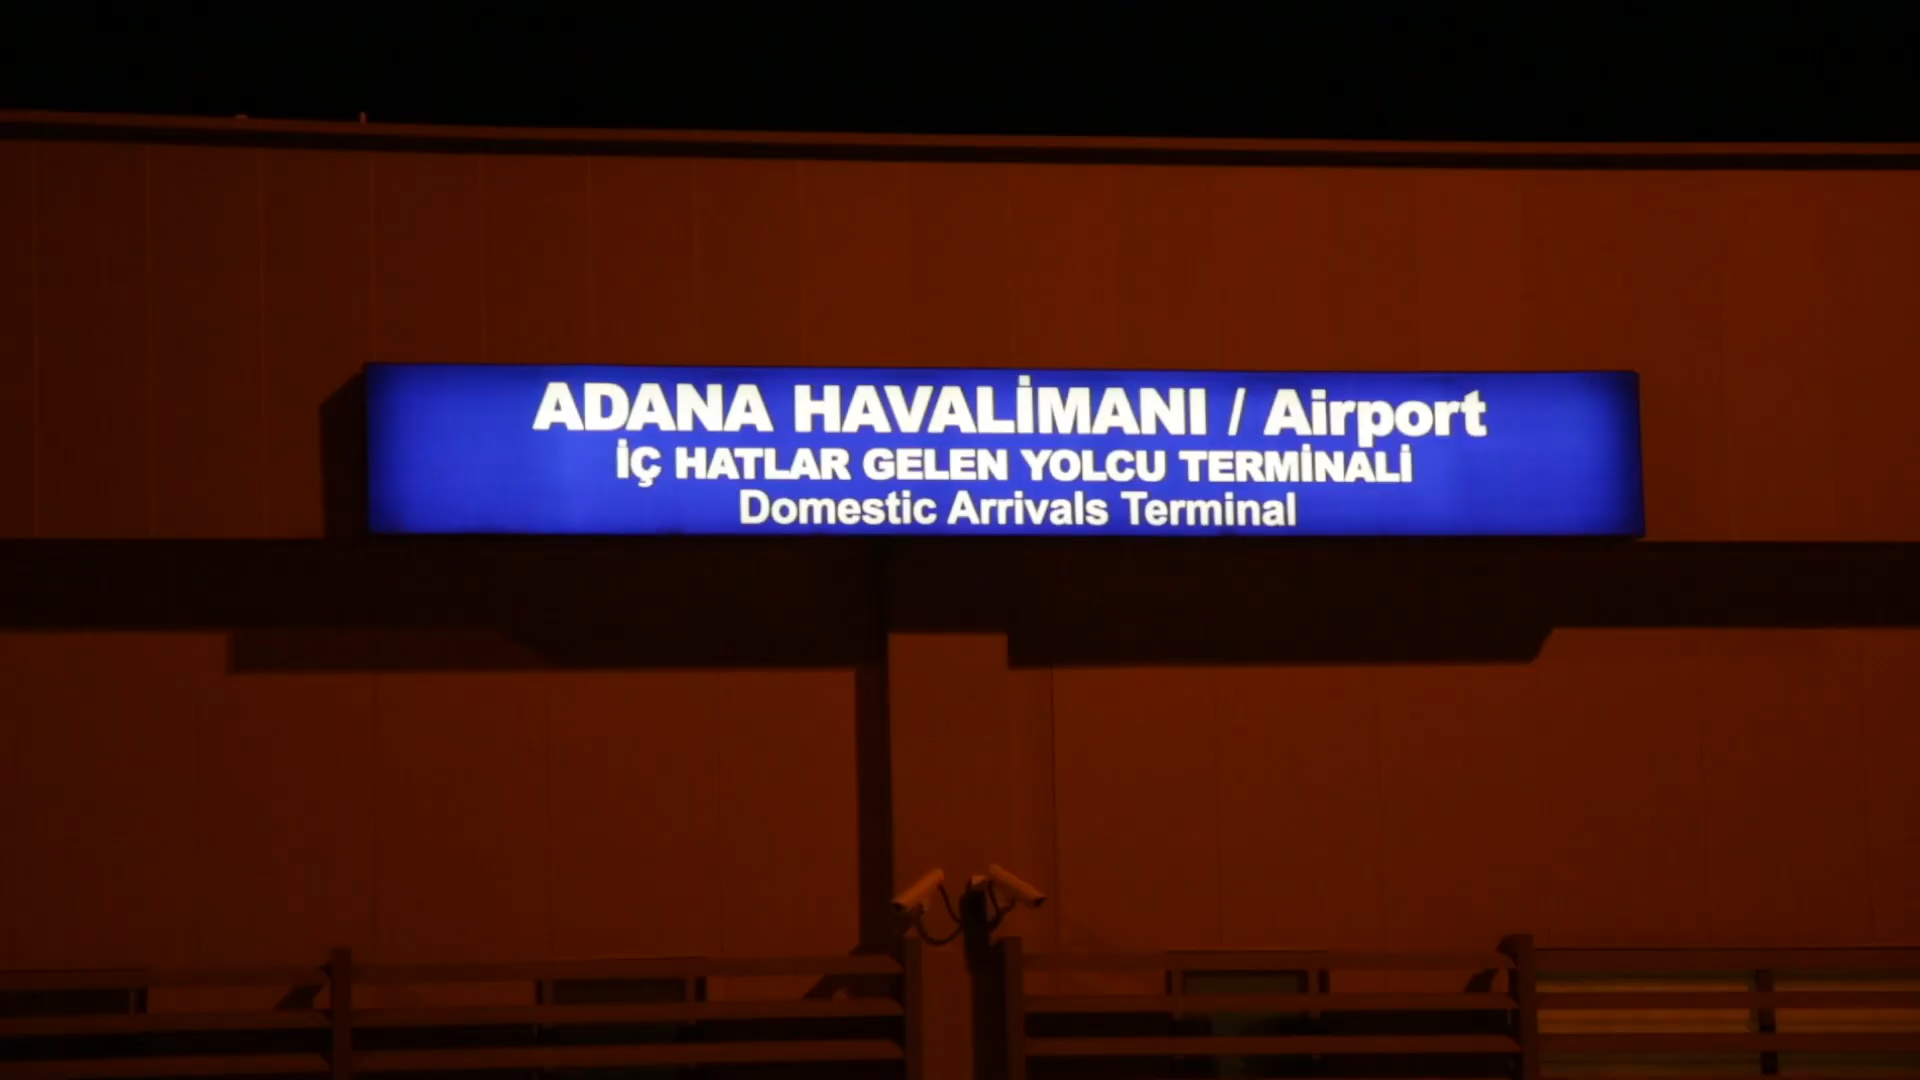 ADANA HAVALİMANI / Airport
İÇ HATLAR GELEN YOLCU TERMİNALİ
Domestic Arrivals Terminal